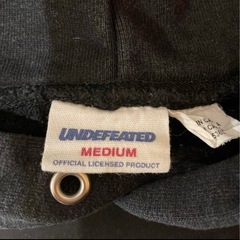 UNDEFEATED
MEDIUM
OFFICIAL LICENSED PRODUCT